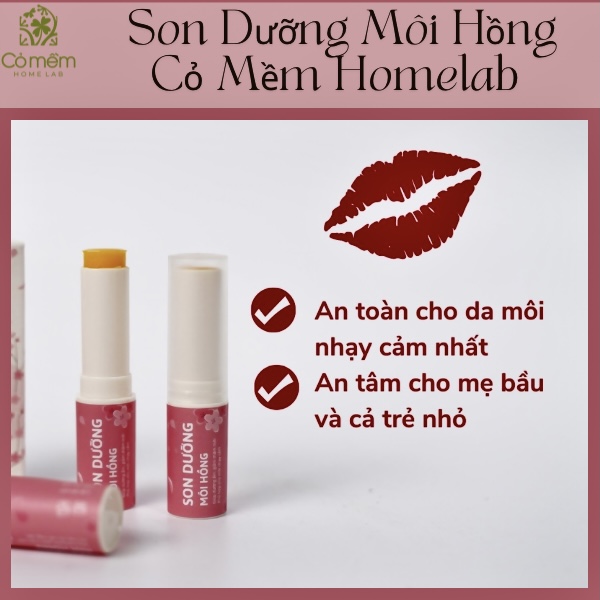 Son Dưỡng Môi Hồng
Cỏ Mềm Homelab
Cỏ mềm
HOME LAB
An toàn cho da môi
nhạy cảm nhất
An tâm cho mẹ bầu
và cả trẻ nhỏ
SON DƯỠNG
MÔI HỒNG
SON DƯỠNG
MÔI HỒNG